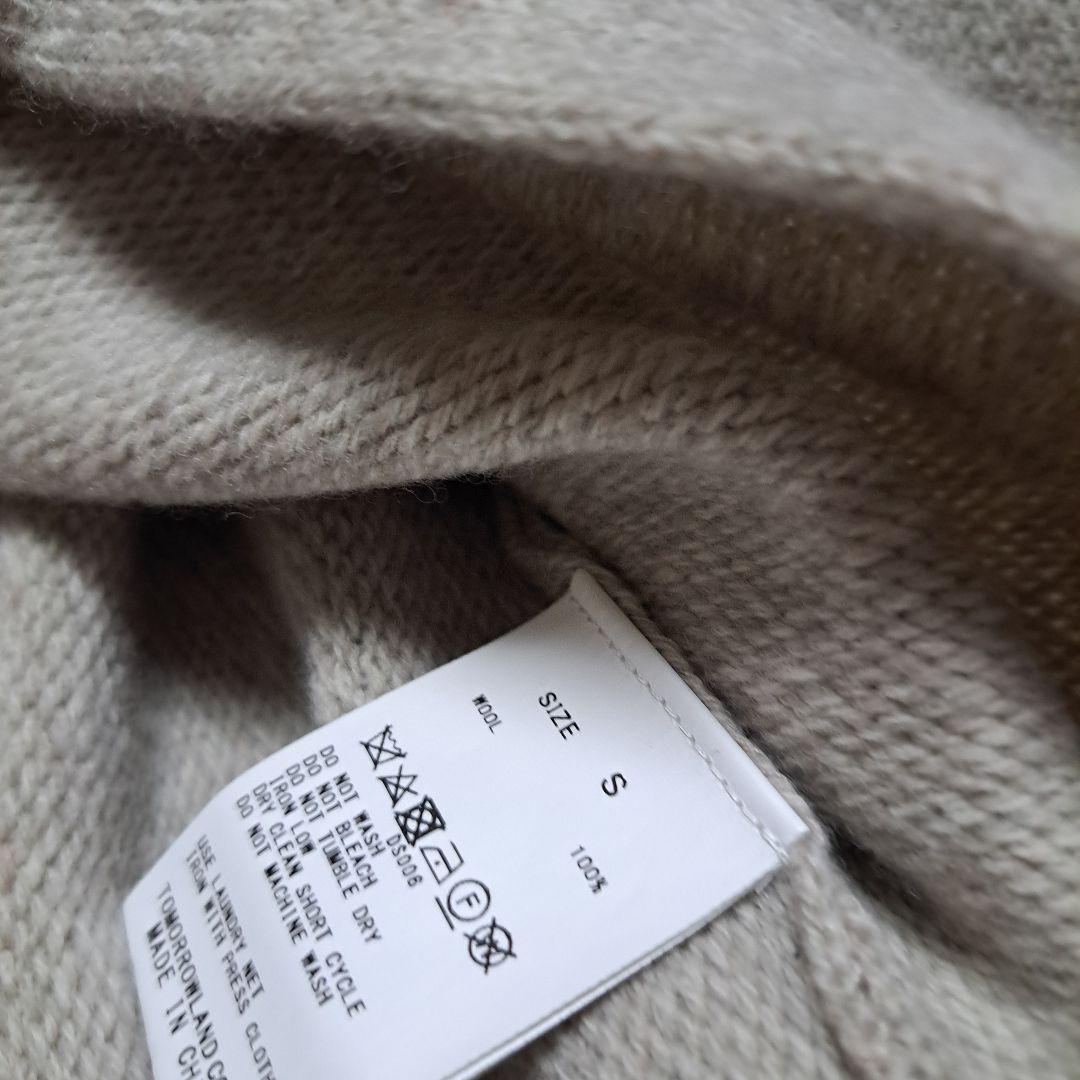 SIZE S
WOOL 100%
DS006
DO NOT WASH
DO NOT BLEACH
IRON LOW
DO NOT TUMBLE DRY
DRY CLEAN SHORT CYCLE
DO NOT MACHINE WASH
USE LAUNDRY NET
IRON WITH PRESS CLOTH
TOMORROWLAND
MADE IN